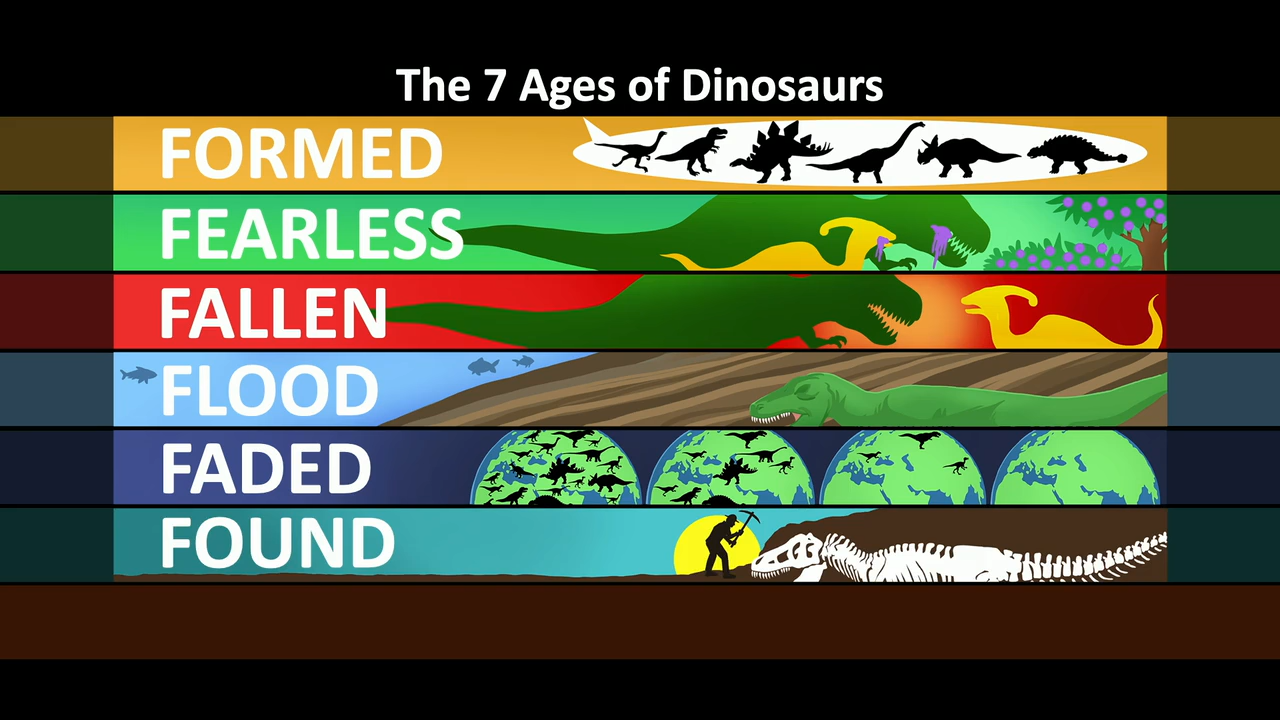 The 7 Ages of Dinosaurs
FORMED
FEARLESS
FALLEN
FLOOD
FADED
FOUND